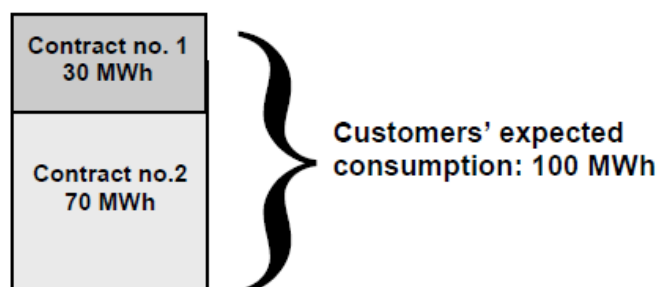 Contract no. 1
30 MWh
Contract no.2
70 MWh
Customers’ expected
consumption: 100 MWh